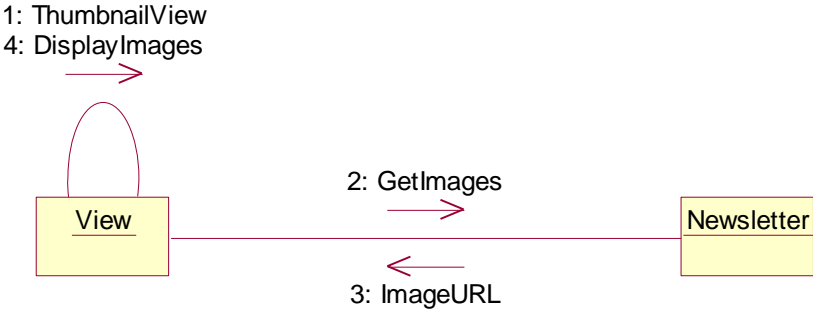 1: ThumbnailView
4: DisplayImages
2: GetImages
View
Newsletter
3: ImageURL